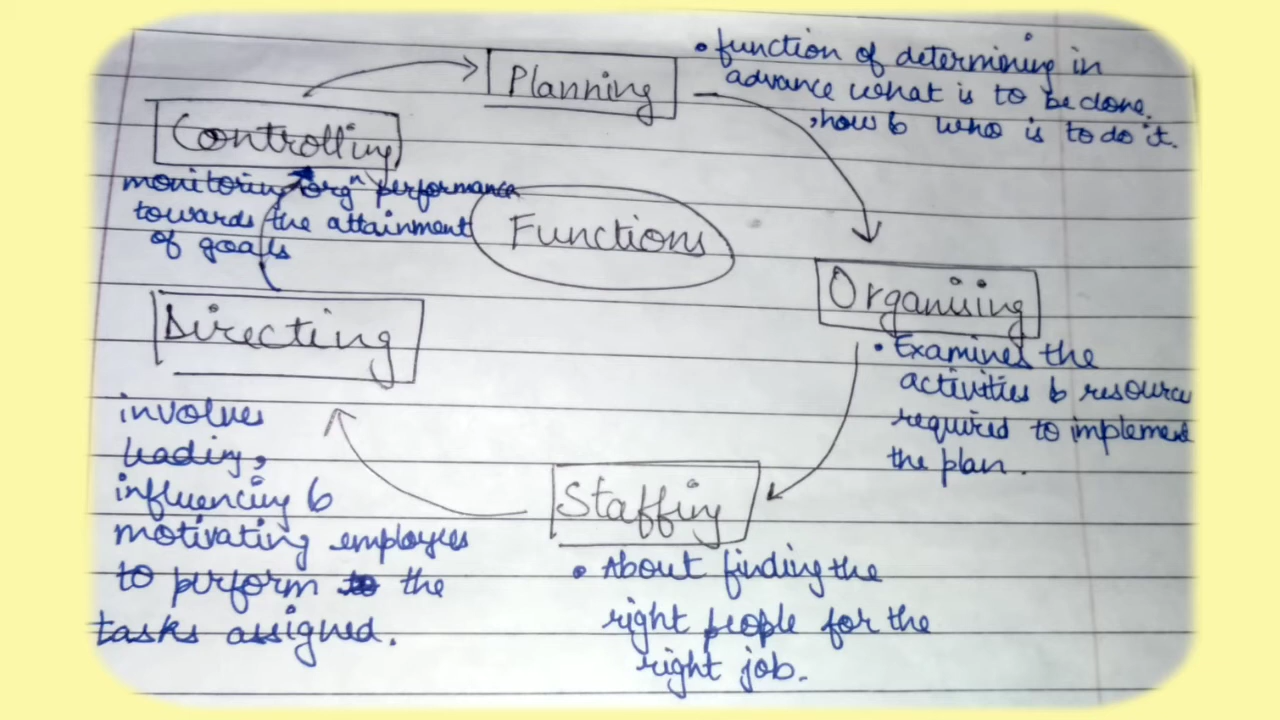 Planning
• function of determining in
advance what is to be done.
, how & who is to do it.
Organising
• Examines the
activities & resource
required to implement
the plan.
Staffing
• About finding the
right people for the
right job.
Directing
involves
leading,
influencing &
motivating employees
to perform the
tasks assigned.
Controlling
monitoring orgⁿ performance
towards the attainment
of goals
Functions